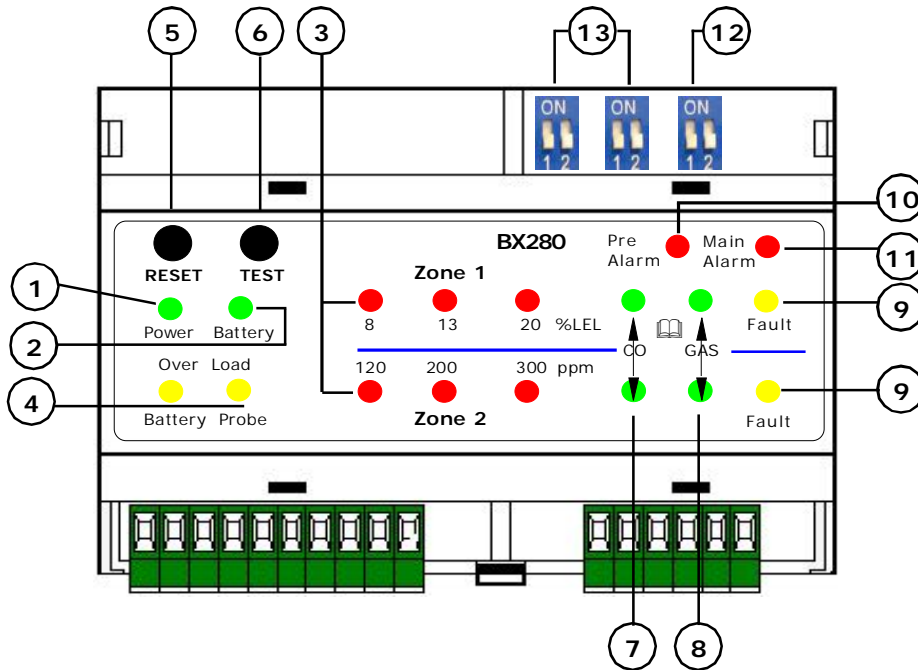 5 6 3 13 12
ON ON ON
1 2 1 2 1 2
10
BX280 Pre Alarm Main Alarm
11
RESET TEST
Zone 1
1
9
Power Battery
8 13 20 %LEL Fault
2
CO GAS
Over Load
120 200 300 ppm
4
9
Battery Probe
Zone 2
Fault
7 8